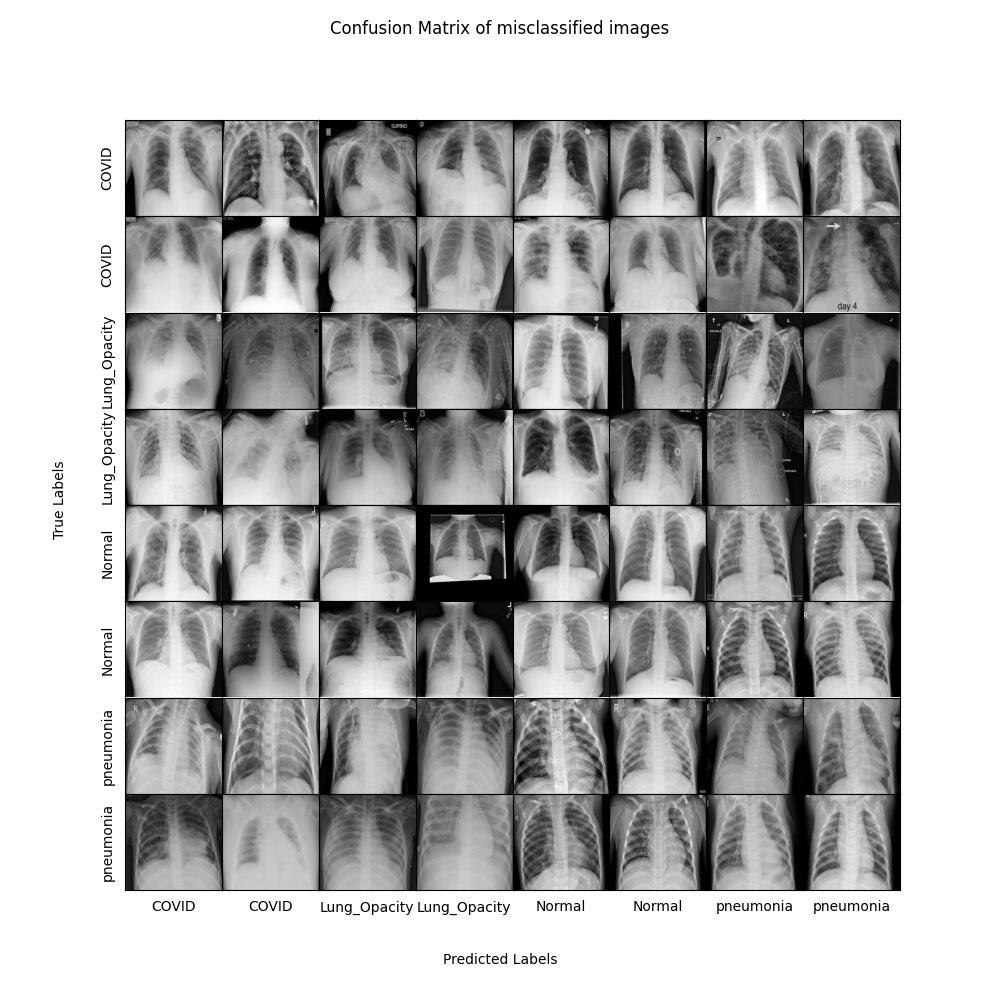 Confusion Matrix of misclassified images
True Labels
COVID
COVID
Lung_Opacity
Lung_Opacity
Normal
Normal
pneumonia
pneumonia
SUPINO
day 4
R
R
COVID
COVID
Lung_Opacity
Lung_Opacity
Normal
Normal
pneumonia
pneumonia
Predicted Labels